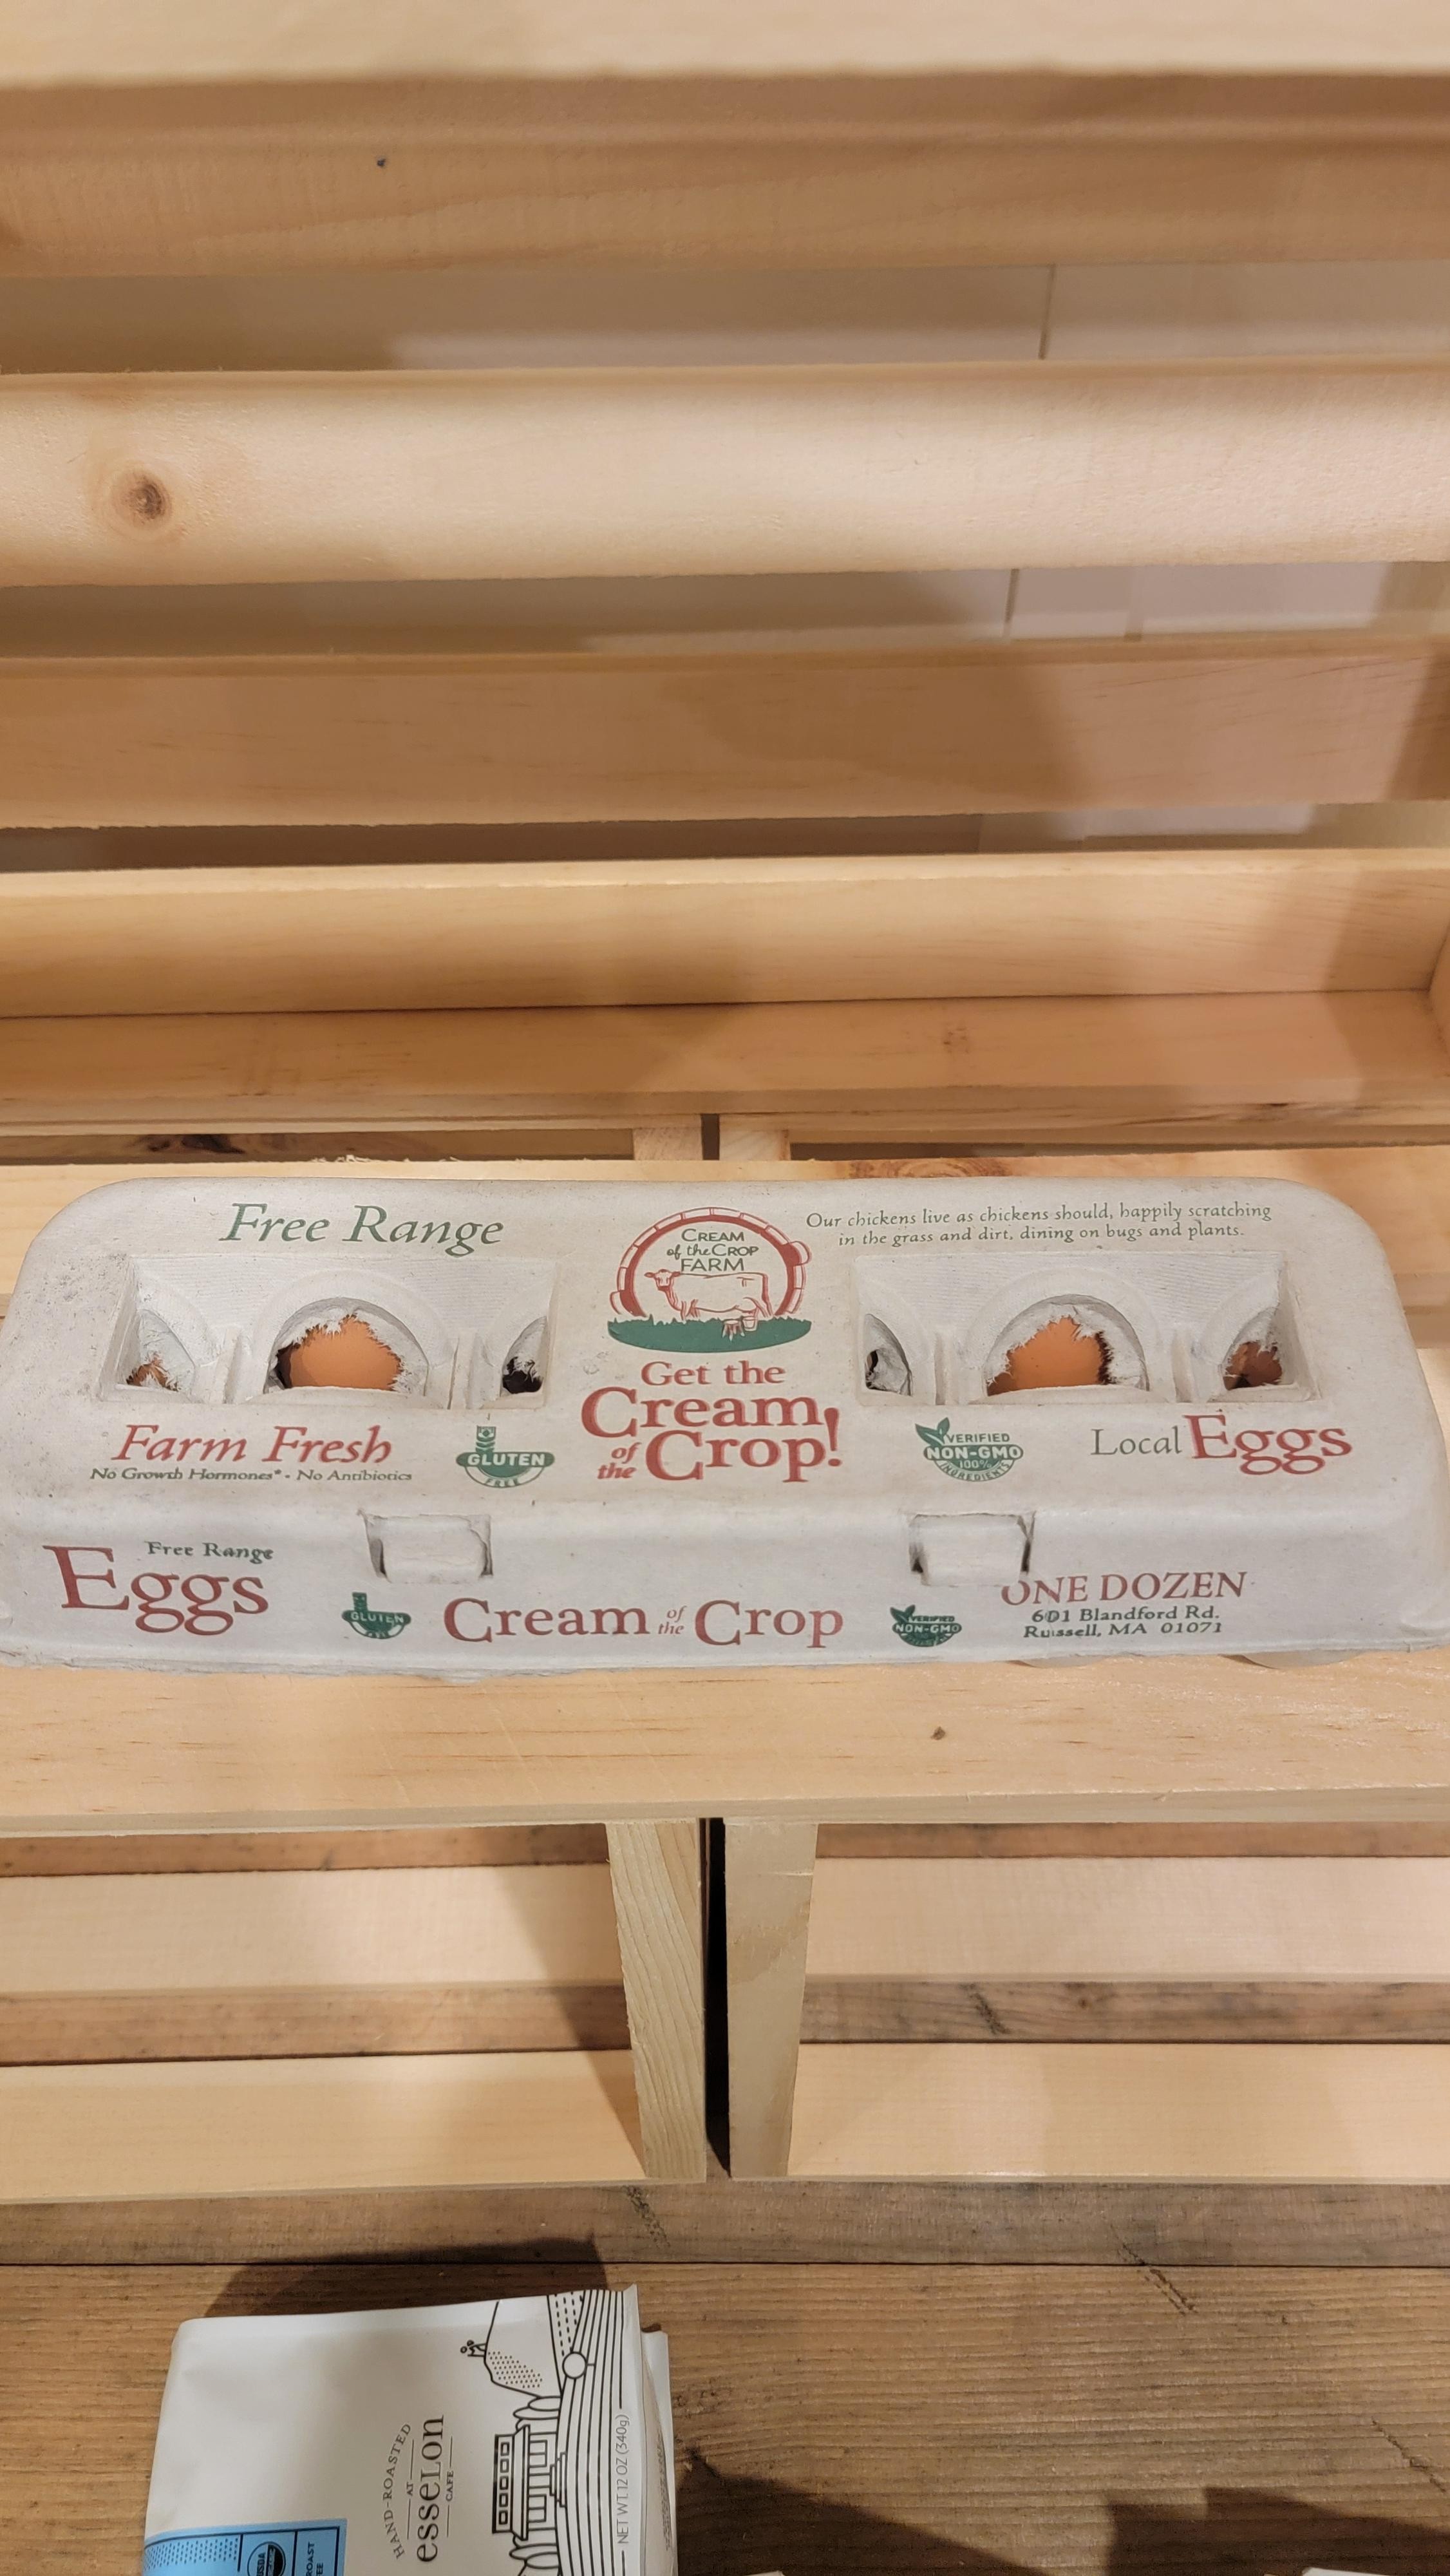 Free Range
CREAM
of the CROP
FARM
Our chickens live as chickens should, happily scratching
in the grass and dirt, dining on bugs and plants.
Get the
Cream
of the Crop!
Farm Fresh
No Growth Hormones* - No Antibiotics
GLUTEN
FREE
VERIFIED
NON-GMO
100%
INGREDIENTS
Local Eggs
Free Range
Eggs
GLUTEN
Cream of the Crop
VERIFIED
NON-GMO
ONE DOZEN
601 Blandford Rd.
Russell, MA 01071
HAND-ROASTED
AT
esseLon
CAFE
NET WT. 12 OZ (340g)
USDA